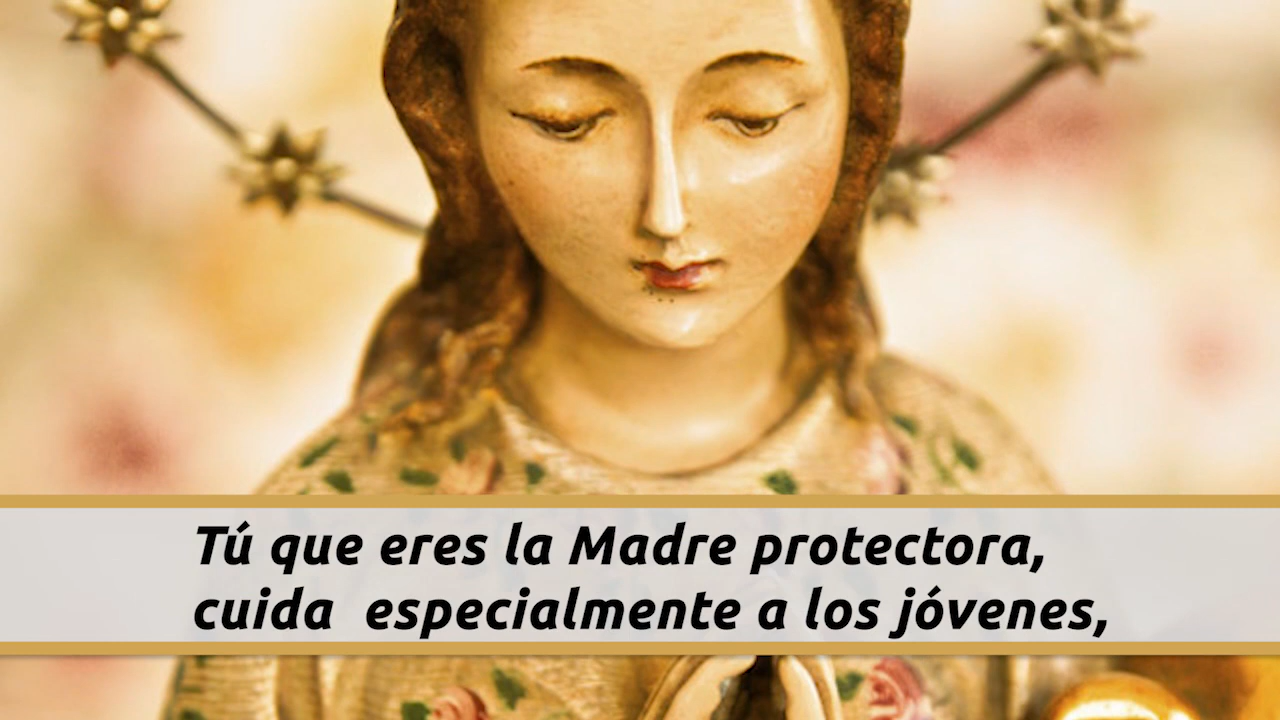 Tú que eres la Madre protectora,
cuida  especialmente a los jóvenes,